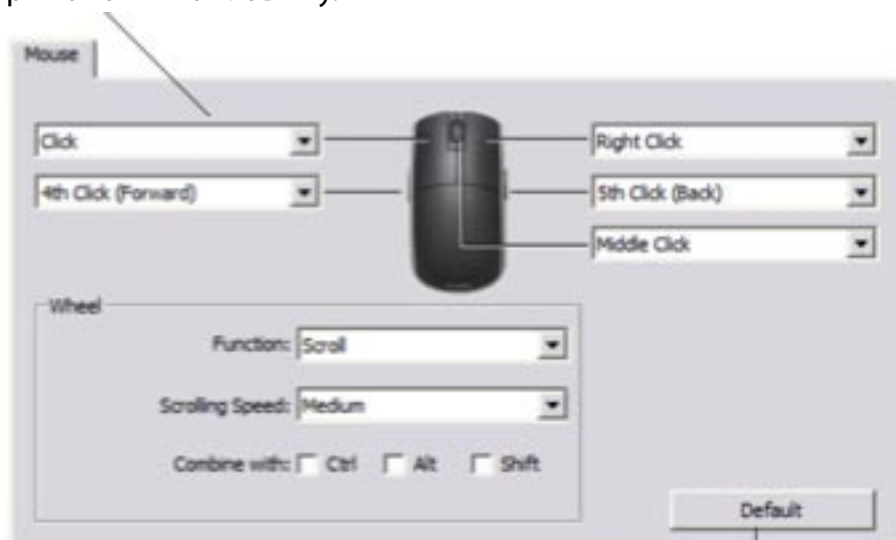 Mouse
Click
Right Click
4th Click (Forward)
5th Click (Back)
Middle Click
Wheel
Function: Scroll
Scrolling Speed: Medium
Combine with: Ctrl Alt Shift
Default